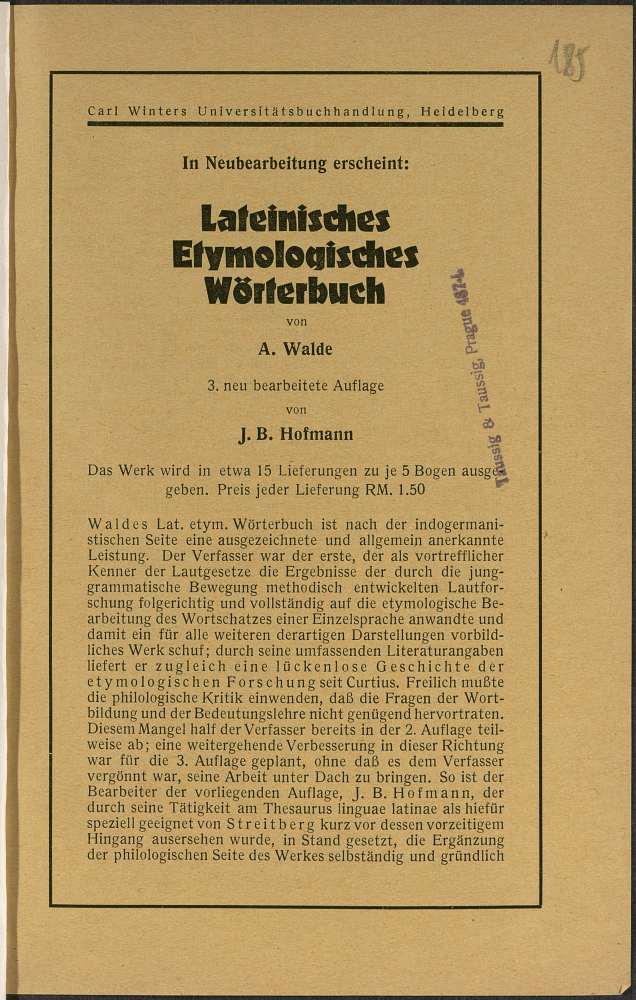 185
Carl Winters Universitätsbuchhandlung, Heidelberg
In Neubearbeitung erscheint:
Lateinisches
Etymologisches
Wörterbuch
von
A. Walde
3. neu bearbeitete Auflage
von
J. B. Hofmann
Das Werk wird in etwa 15 Lieferungen zu je 5 Bogen ausge-
geben. Preis jeder Lieferung RM. 1.50
Taussig & Taussig, Prague 487-I.
Waldes Lat. etym. Wörterbuch ist nach der indogermani-
stischen Seite eine ausgezeichnete und allgemein anerkannte
Leistung. Der Verfasser war der erste, der als vortrefflicher
Kenner der Lautgesetze die Ergebnisse der durch die jung-
grammatische Bewegung methodisch entwickelten Lautfor-
schung folgerichtig und vollständig auf die etymologische Be-
arbeitung des Wortschatzes einer Einzelsprache anwandte und
damit ein für alle weiteren derartigen Darstellungen vorbild-
liches Werk schuf; durch seine umfassenden Literaturangaben
liefert er zugleich eine lückenlose Geschichte der
etymologischen Forschung seit Curtius. Freilich mußte
die philologische Kritik einwenden, daß die Fragen der Wort-
bildung und der Bedeutungslehre nicht genügend hervortraten.
Diesem Mangel half der Verfasser bereits in der 2. Auflage teil-
weise ab; eine weitergehende Verbesserung in dieser Richtung
war für die 3. Auflage geplant, ohne daß es dem Verfasser
vergönnt war, seine Arbeit unter Dach zu bringen. So ist der
Bearbeiter der vorliegenden Auflage, J. B. Hofmann, der
durch seine Tätigkeit am Thesaurus linguae latinae als hiefür
speziell geeignet von Streitberg kurz vor dessen vorzeitigem
Hingang ausersehen wurde, in Stand gesetzt, die Ergänzung
der philologischen Seite des Werkes selbständig und gründlich